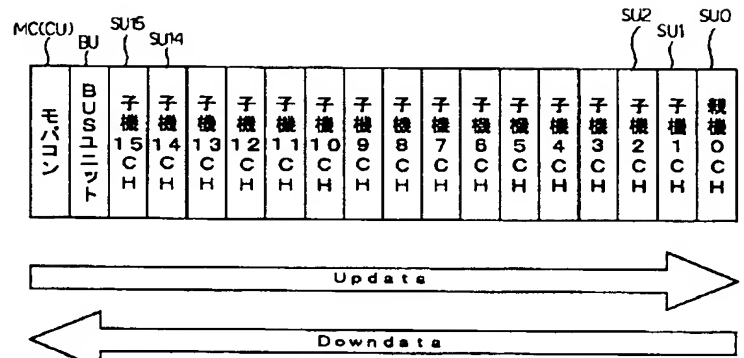 MC(CU)
BU
SU15
SU14
SU2
SU1
SU0
モバコン
BUSユニット
子機15CH
子機14CH
子機13CH
子機12CH
子機11CH
子機10CH
子機9CH
子機8CH
子機7CH
子機6CH
子機5CH
子機4CH
子機3CH
子機2CH
子機1CH
親機0CH
Updata
Downdata